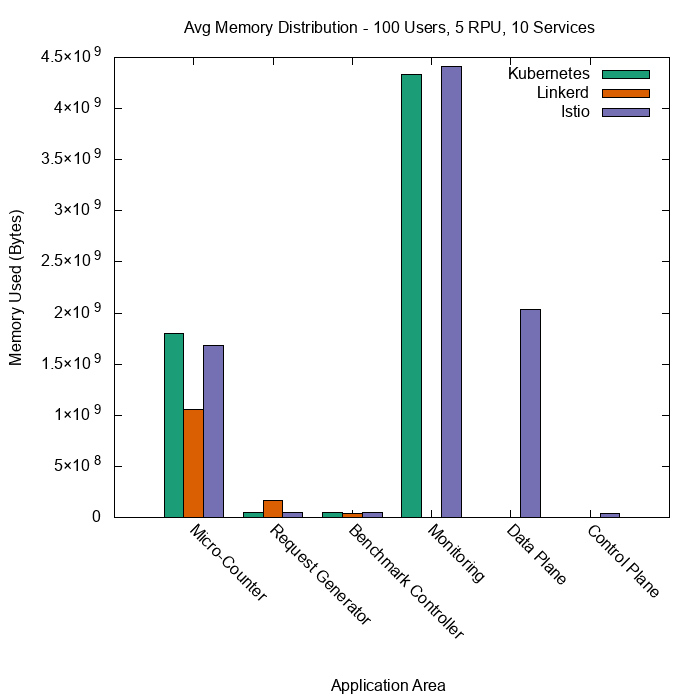 Avg Memory Distribution - 100 Users, 5 RPU, 10 Services
Kubernetes
Linkerd
Istio
4.5×10⁹
4×10⁹
3.5×10⁹
3×10⁹
2.5×10⁹
2×10⁹
1.5×10⁹
1×10⁹
5×10⁸
0
Memory Used (Bytes)
Micro-Counter
Request Generator
Benchmark Controller
Monitoring
Data Plane
Control Plane
Application Area